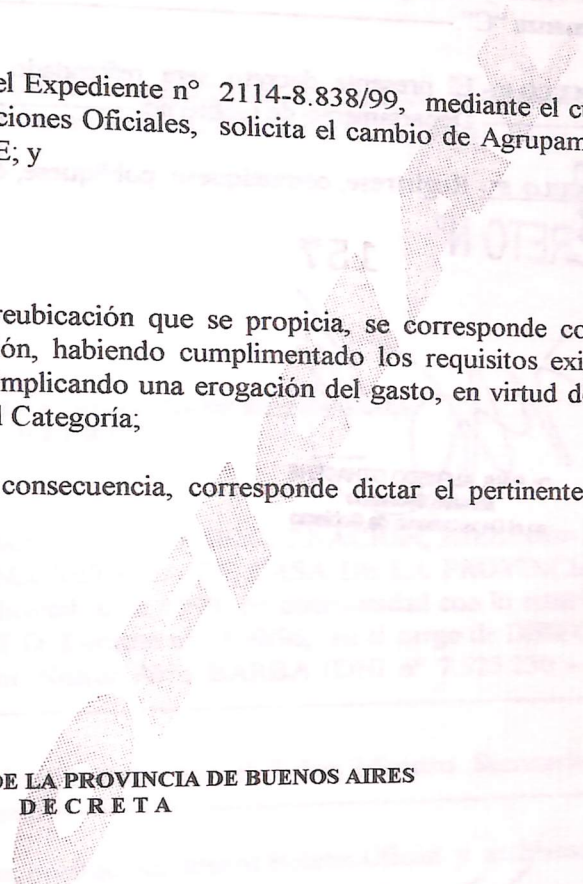 el Expediente nº 2114-8.838/99, mediante el c
ciones Oficiales, solicita el cambio de Agrupam
E; y
reubicación que se propicia, se corresponde co
ón, habiendo cumplimentado los requisitos exi
mplicando una erogación del gasto, en virtud d
l Categoría;
consecuencia, corresponde dictar el pertinente
DE LA PROVINCIA DE BUENOS AIRES
D E C R E T A